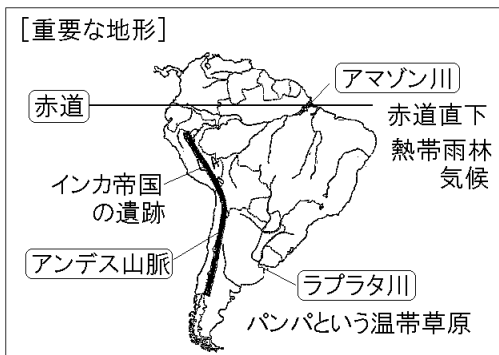 [重要な地形]
アマゾン川
赤道
赤道直下
熱帯雨林
気候
インカ帝国
の遺跡
アンデス山脈
ラプラタ川
パンパという温帯草原